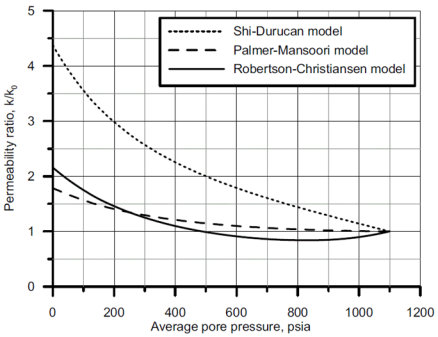 5
4
3
2
1
0
Permeability ratio, k/k0
Shi-Durucan model
Palmer-Mansoori model
Robertson-Christiansen model
0 200 400 600 800 1000 1200
Average pore pressure, psia